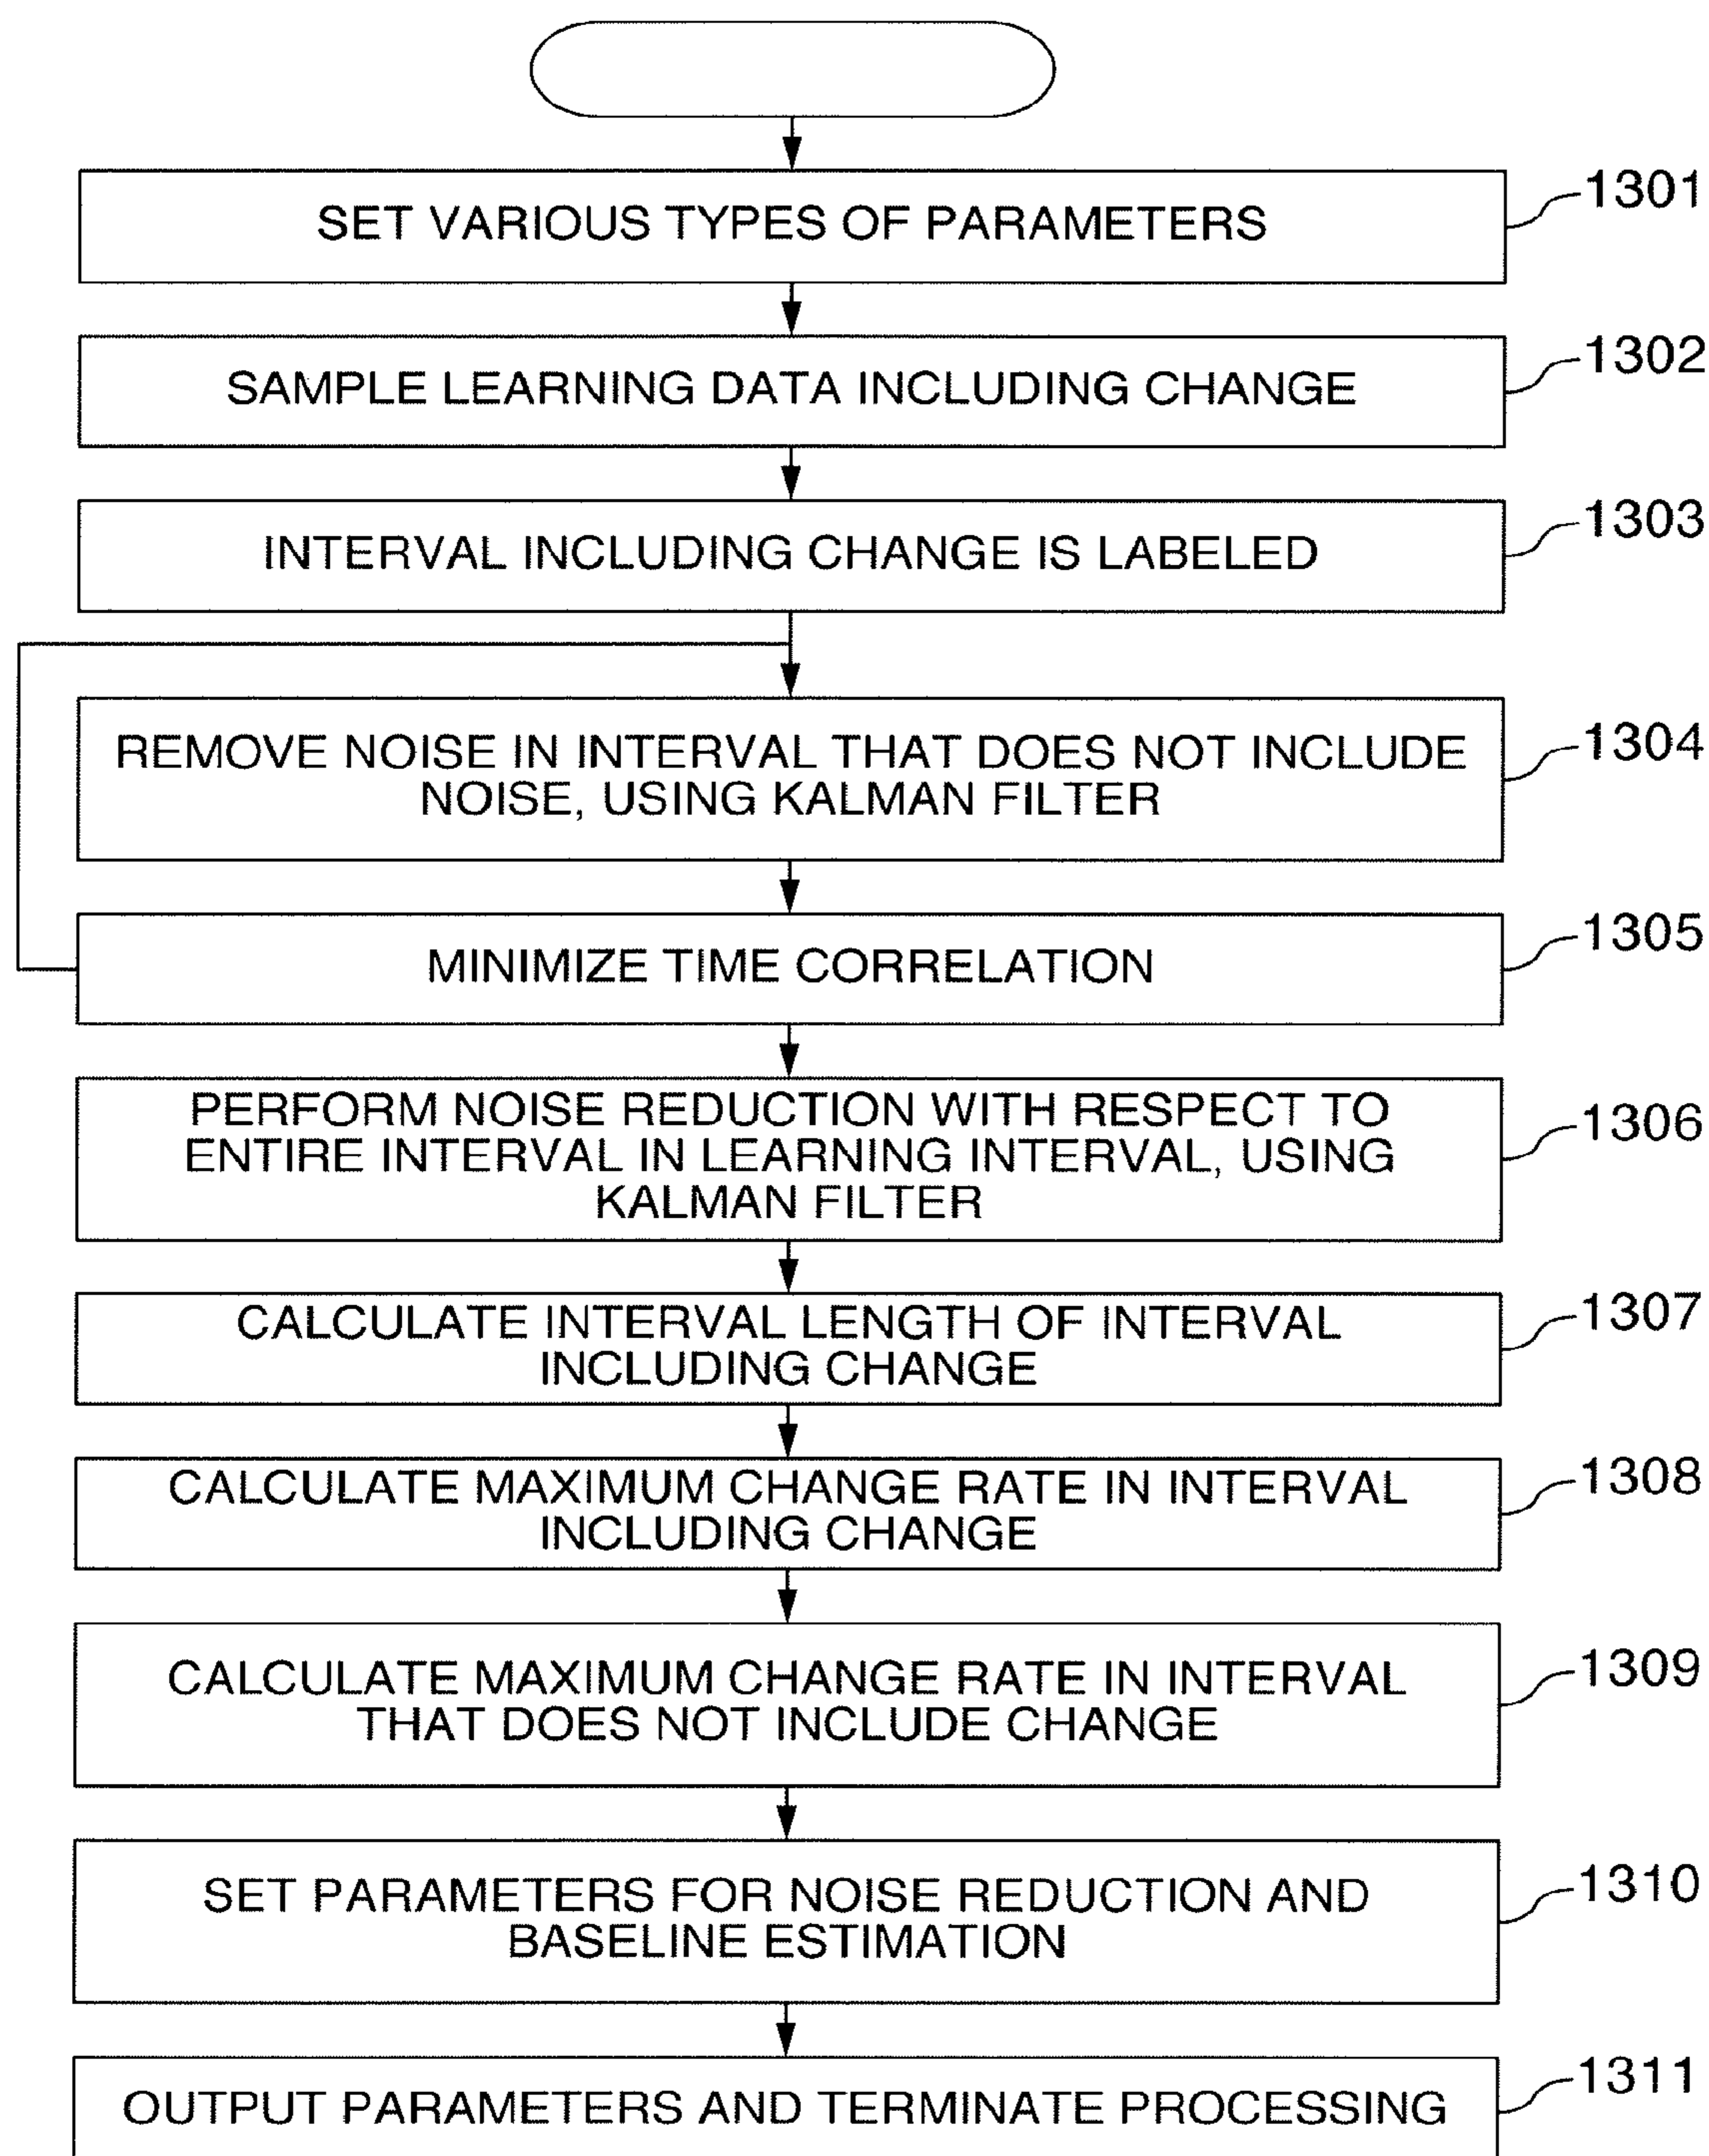 SET VARIOUS TYPES OF PARAMETERS
1301
SAMPLE LEARNING DATA INCLUDING CHANGE
1302
INTERVAL INCLUDING CHANGE IS LABELED
1303
REMOVE NOISE IN INTERVAL THAT DOES NOT INCLUDE
NOISE, USING KALMAN FILTER
1304
MINIMIZE TIME CORRELATION
1305
PERFORM NOISE REDUCTION WITH RESPECT TO
ENTIRE INTERVAL IN LEARNING INTERVAL, USING
KALMAN FILTER
1306
CALCULATE INTERVAL LENGTH OF INTERVAL
INCLUDING CHANGE
1307
CALCULATE MAXIMUM CHANGE RATE IN INTERVAL
INCLUDING CHANGE
1308
CALCULATE MAXIMUM CHANGE RATE IN INTERVAL
THAT DOES NOT INCLUDE CHANGE
1309
SET PARAMETERS FOR NOISE REDUCTION AND
BASELINE ESTIMATION
1310
OUTPUT PARAMETERS AND TERMINATE PROCESSING
1311